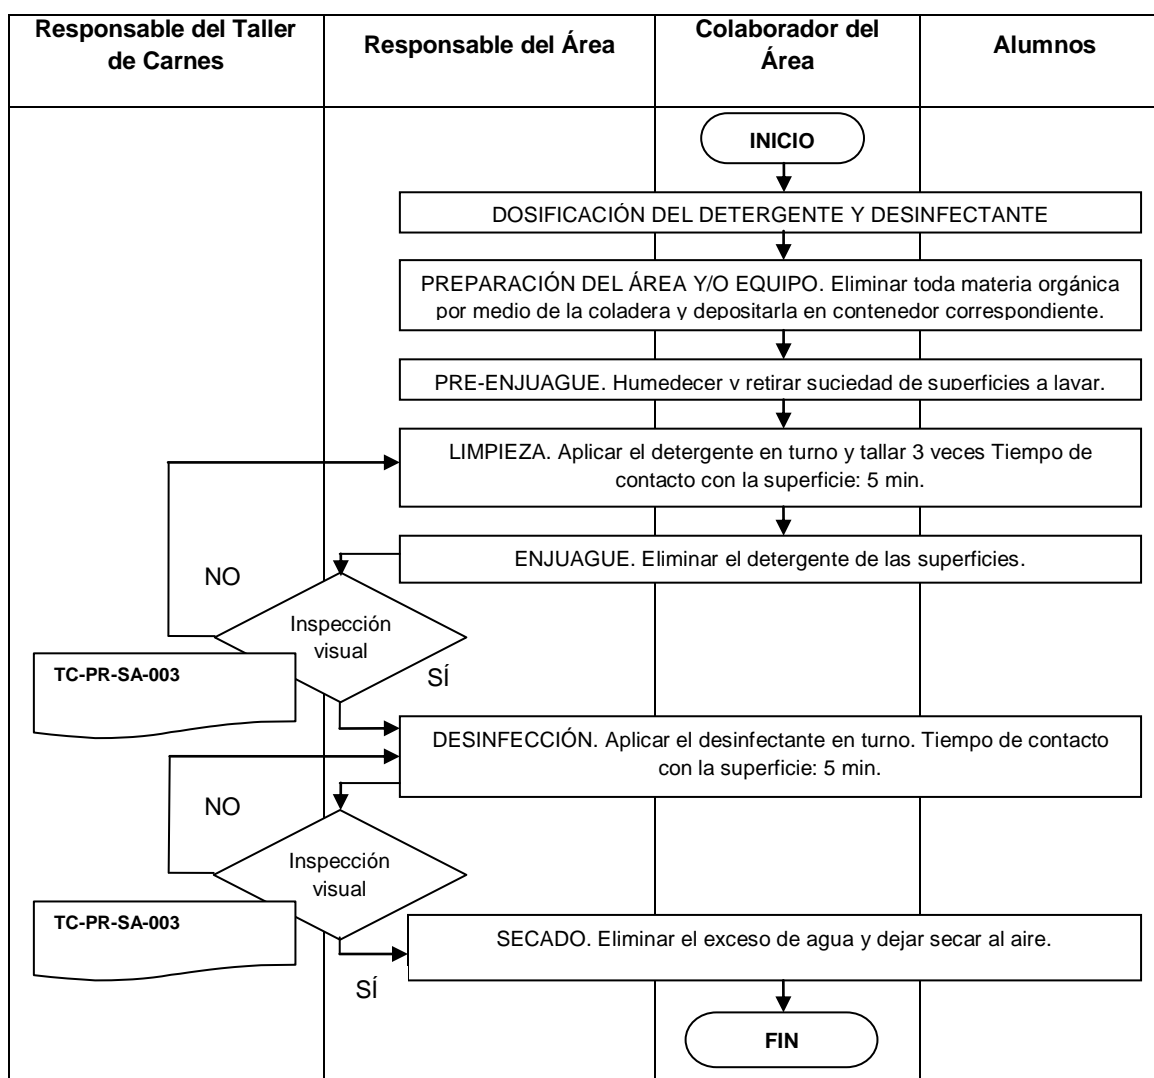 Responsable del Taller
de Carnes
Responsable del Área
Colaborador del
Área
Alumnos
INICIO
DOSIFICACIÓN DEL DETERGENTE Y DESINFECTANTE
PREPARACIÓN DEL ÁREA Y/O EQUIPO. Eliminar toda materia orgánica
por medio de la coladera y depositarla en contenedor correspondiente.
PRE-ENJUAGUE. Humedecer y retirar suciedad de superficies a lavar.
LIMPIEZA. Aplicar el detergente en turno y tallar 3 veces Tiempo de
contacto con la superficie: 5 min.
ENJUAGUE. Eliminar el detergente de las superficies.
NO
Inspección
visual
SÍ
TC-PR-SA-003
DESINFECCIÓN. Aplicar el desinfectante en turno. Tiempo de contacto
con la superficie: 5 min.
NO
Inspección
visual
TC-PR-SA-003
SECADO. Eliminar el exceso de agua y dejar secar al aire.
SÍ
FIN